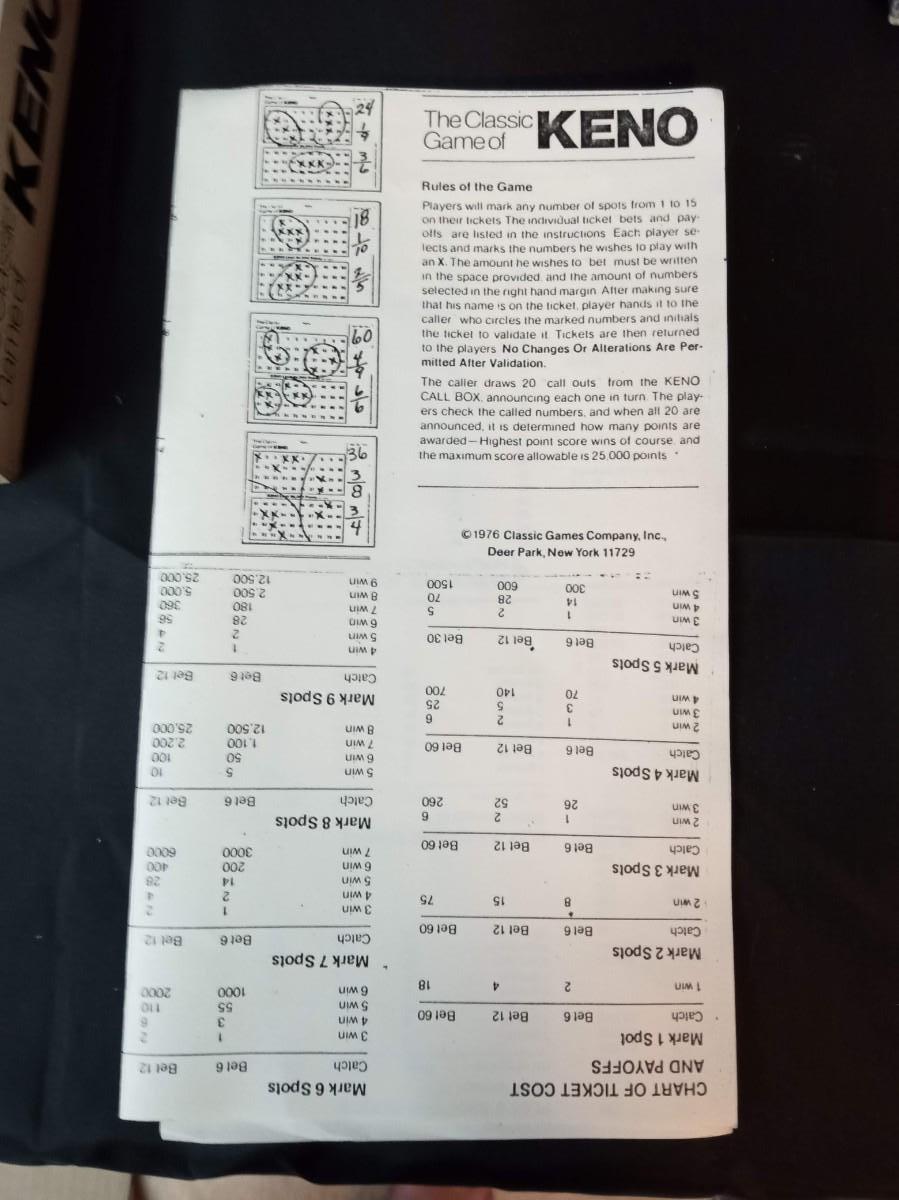 KENO
24
1/9
3/6
18
1/10
2/5
60
4/9
6/6
36
3/8
3/4
The Classic
Game of KENO
Rules of the Game
Players will mark any number of spots from 1 to 15
on their tickets The individual ticket bets and pay-
offs are listed in the instructions Each player se-
lects and marks the numbers he wishes to play with
an X. The amount he wishes to bet must be written
in the space provided, and the amount of numbers
selected in the right hand margin. After making sure
that his name is on the ticket, player hands it to the
caller who circles the marked numbers and initials
the ticket to validate it. Tickets are then returned
to the players No Changes Or Alterations Are Per-
mitted After Validation.
The caller draws 20 call outs from the KENO
CALL BOX, announcing each one in turn. The play-
ers check the called numbers, and when all 20 are
announced, it is determined how many points are
awarded—Highest point score wins of course, and
the maximum score allowable is 25,000 points
©1976 Classic Games Company, Inc.,
Deer Park, New York 11729
CHART OF TICKET COST
AND PAYOFFS
Mark 1 Spot
Catch Bet 6 Bet 12 Bet 60
1 win 2 4 18
Mark 2 Spots
Catch Bet 6 Bet 12 Bet 60
2 win 8 15 75
Mark 3 Spots
Catch Bet 6 Bet 12 Bet 60
2 win 1 2 6
3 win 26 52 260
Mark 4 Spots
Catch Bet 6 Bet 12 Bet 60
2 win 1 2 6
3 win 3 5 25
4 win 70 140 700
Mark 5 Spots
Catch Bet 6 Bet 12 Bet 30
3 win 1 2 5
4 win 14 28 70
5 win 300 600 1500
Mark 6 Spots
Catch Bet 6 Bet 12
3 win 1 2
4 win 3 6
5 win 55 110
6 win 1000 2000
Mark 7 Spots
Catch Bet 6 Bet 12
3 win 1 2
4 win 2 4
5 win 14 28
6 win 200 400
7 win 3000 6000
Mark 8 Spots
Catch Bet 6 Bet 12
5 win 5 10
6 win 50 100
7 win 1,100 2,200
8 win 12,500 25,000
Mark 9 Spots
Catch Bet 6 Bet 12
4 win 1 2
5 win 2 4
6 win 28 56
7 win 180 360
8 win 2,500 5,000
9 win 12,500 25,000